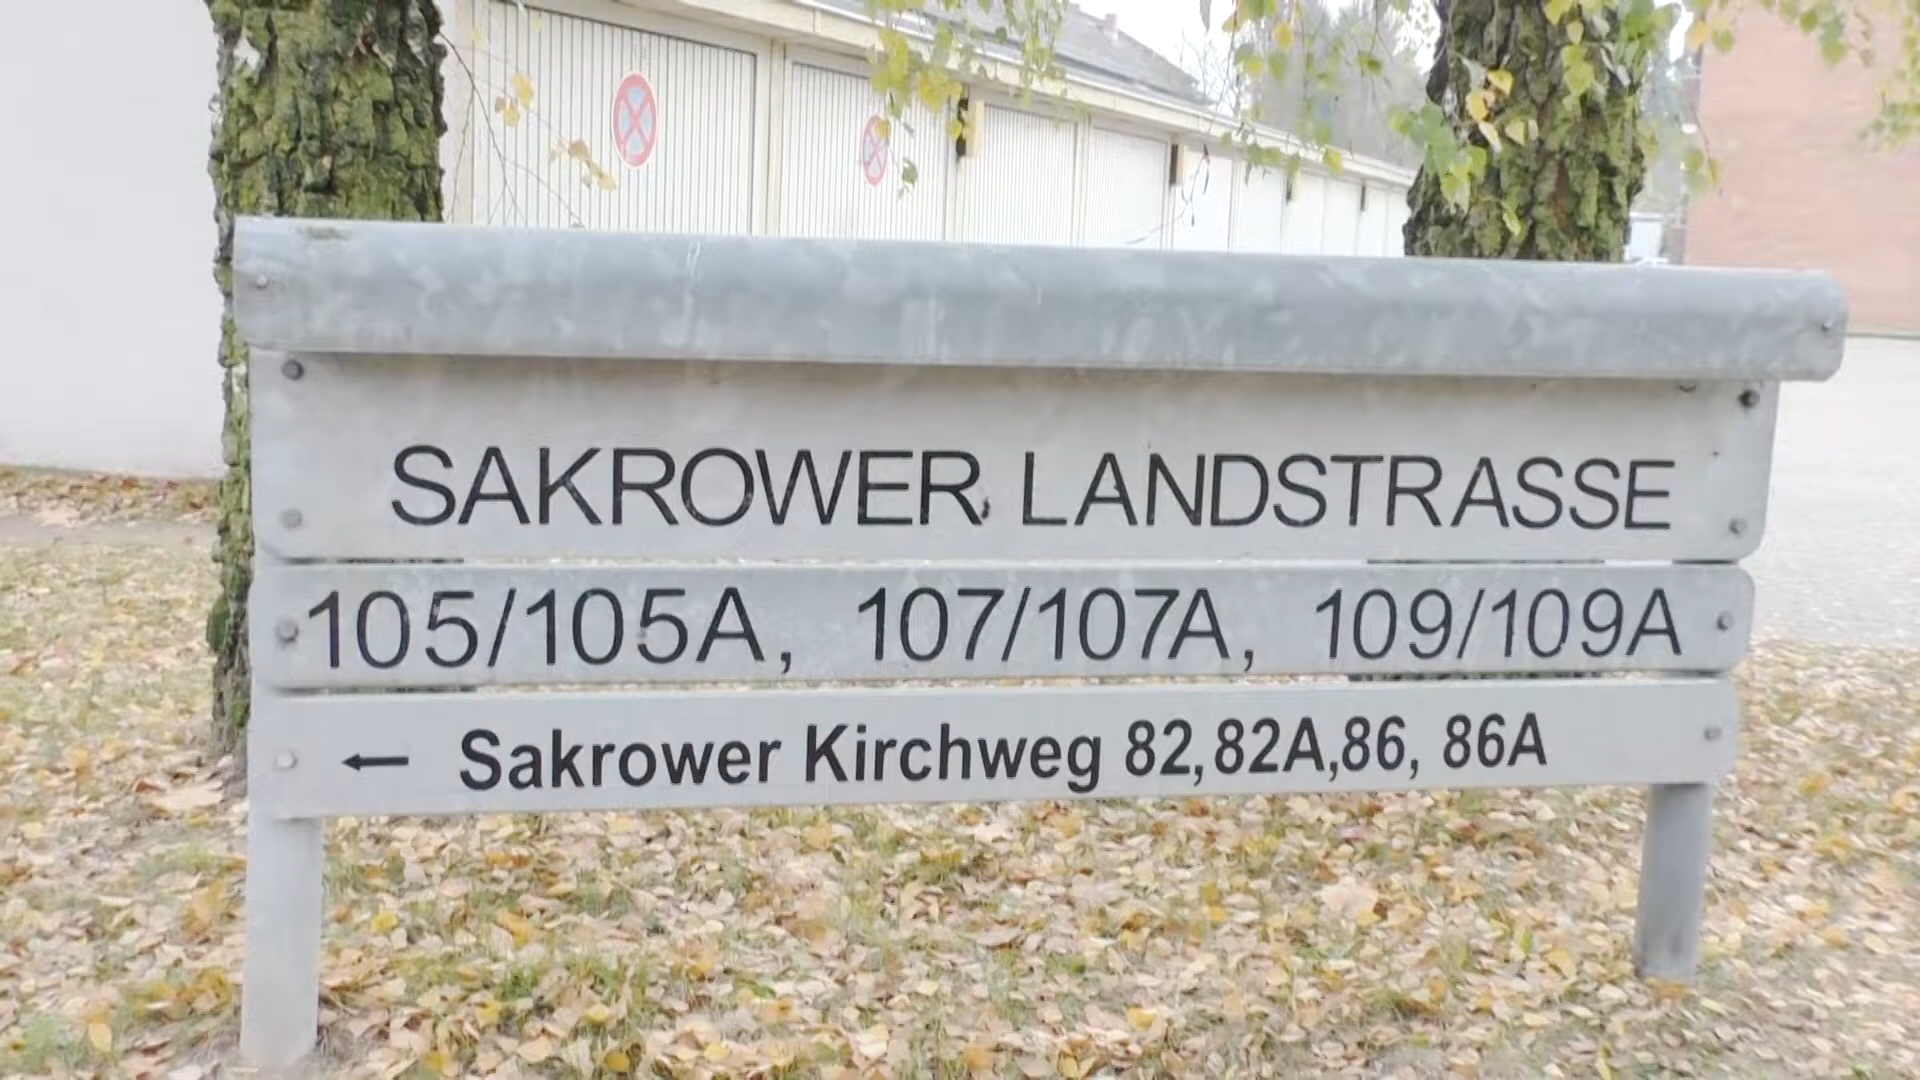 SAKROWER LANDSTRASSE
105/105A, 107/107A, 109/109A
← Sakrower Kirchweg 82,82A,86, 86A